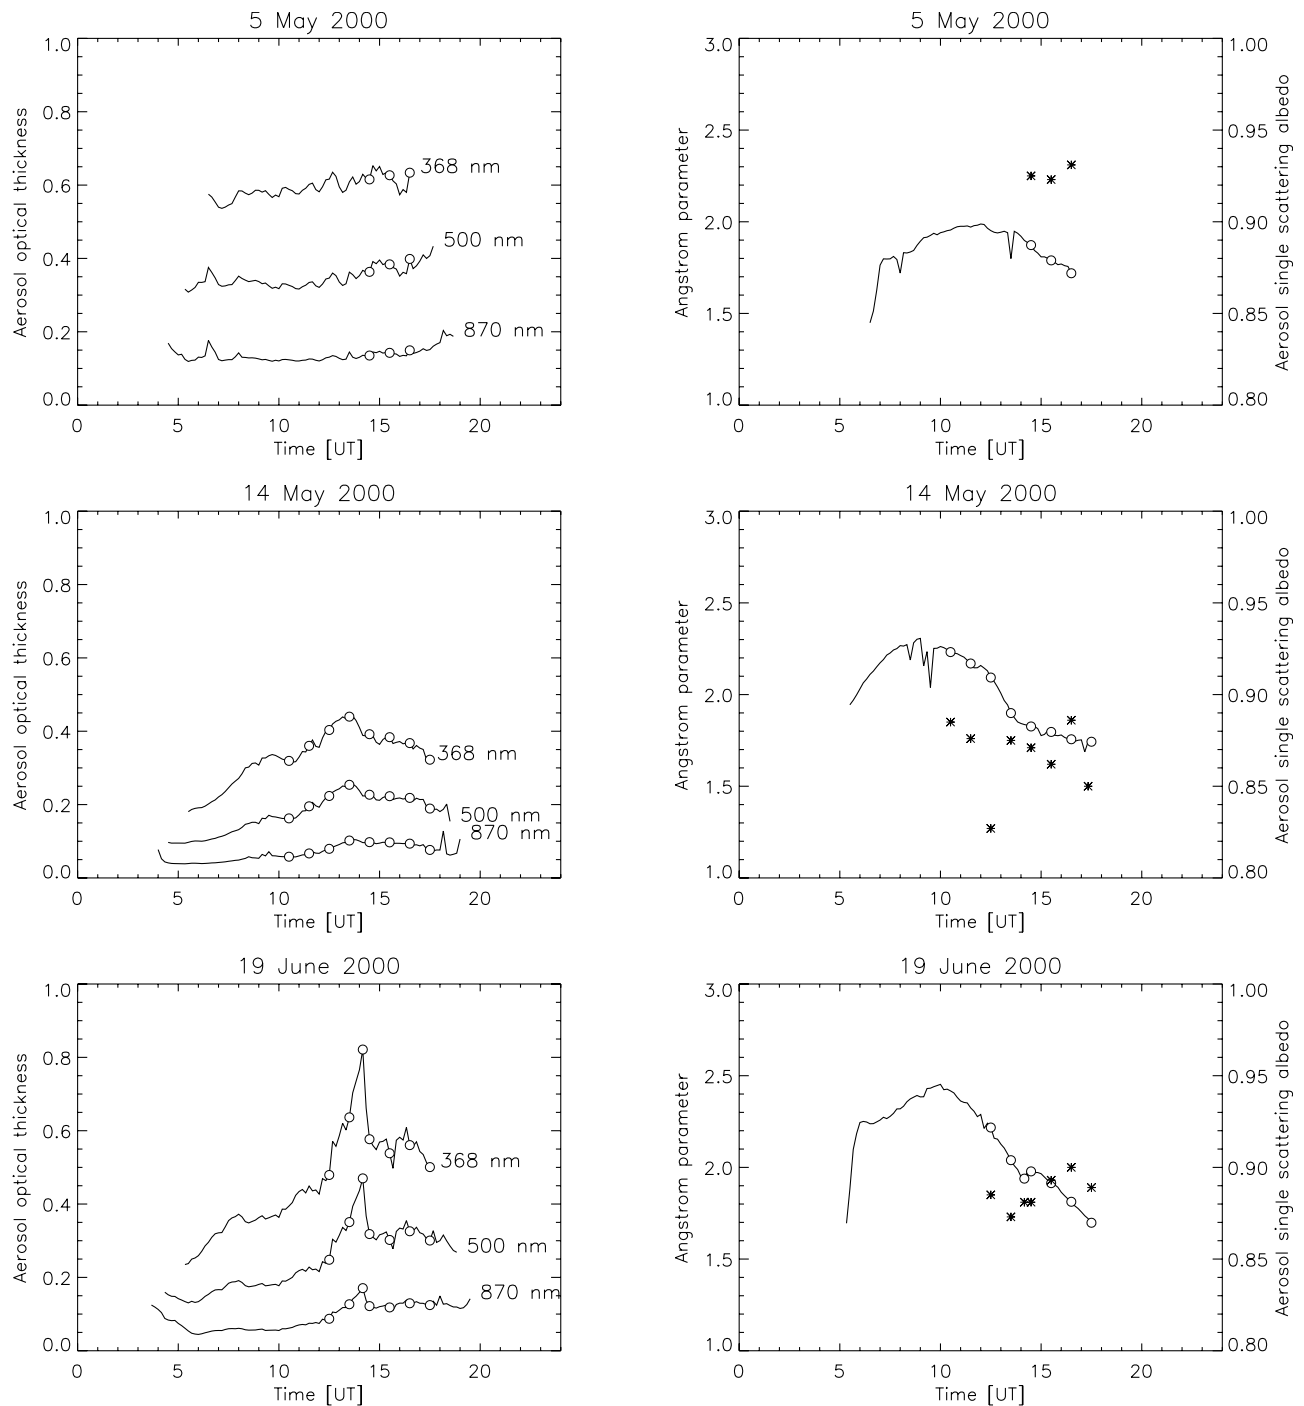 5 May 2000
1.0
0.8
0.6
0.4
0.2
0.0
Aerosol optical thickness
368 nm
500 nm
870 nm
0 5 10 15 20
Time [UT]
5 May 2000
3.0
2.5
2.0
1.5
1.0
Angstrom parameter
1.00
0.95
0.90
0.85
0.80
Aerosol single scattering albedo
0 5 10 15 20
Time [UT]
14 May 2000
1.0
0.8
0.6
0.4
0.2
0.0
Aerosol optical thickness
368 nm
500 nm
870 nm
0 5 10 15 20
Time [UT]
14 May 2000
3.0
2.5
2.0
1.5
1.0
Angstrom parameter
1.00
0.95
0.90
0.85
0.80
Aerosol single scattering albedo
0 5 10 15 20
Time [UT]
19 June 2000
1.0
0.8
0.6
0.4
0.2
0.0
Aerosol optical thickness
368 nm
500 nm
870 nm
0 5 10 15 20
Time [UT]
19 June 2000
3.0
2.5
2.0
1.5
1.0
Angstrom parameter
1.00
0.95
0.90
0.85
0.80
Aerosol single scattering albedo
0 5 10 15 20
Time [UT]